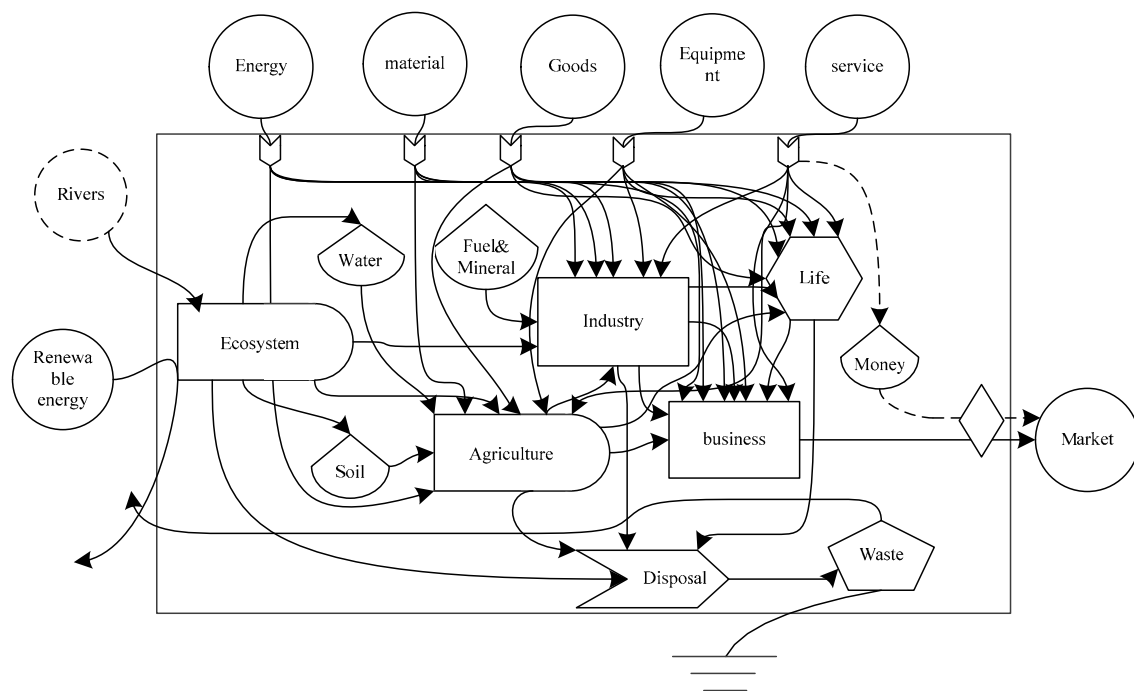 Energy
material
Goods
Equipme
nt
service
Rivers
Water
Fuel&
Mineral
Life
Industry
Ecosystem
Renewa
ble
energy
Money
business
Market
Agriculture
Soil
Waste
Disposal